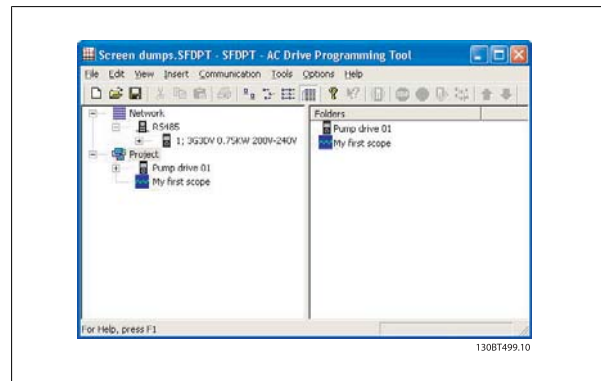 Screen dumps.SFDPT - SFDPT - AC Drive Programming Tool
File Edit View Insert Communication Tools Options Help
Network
RS485
1; 3G3DV 0.75KW 200V-240V
Project
Pump drive 01
My first scope
Folders
Pump drive 01
My first scope
For Help, press F1
130BT499.10